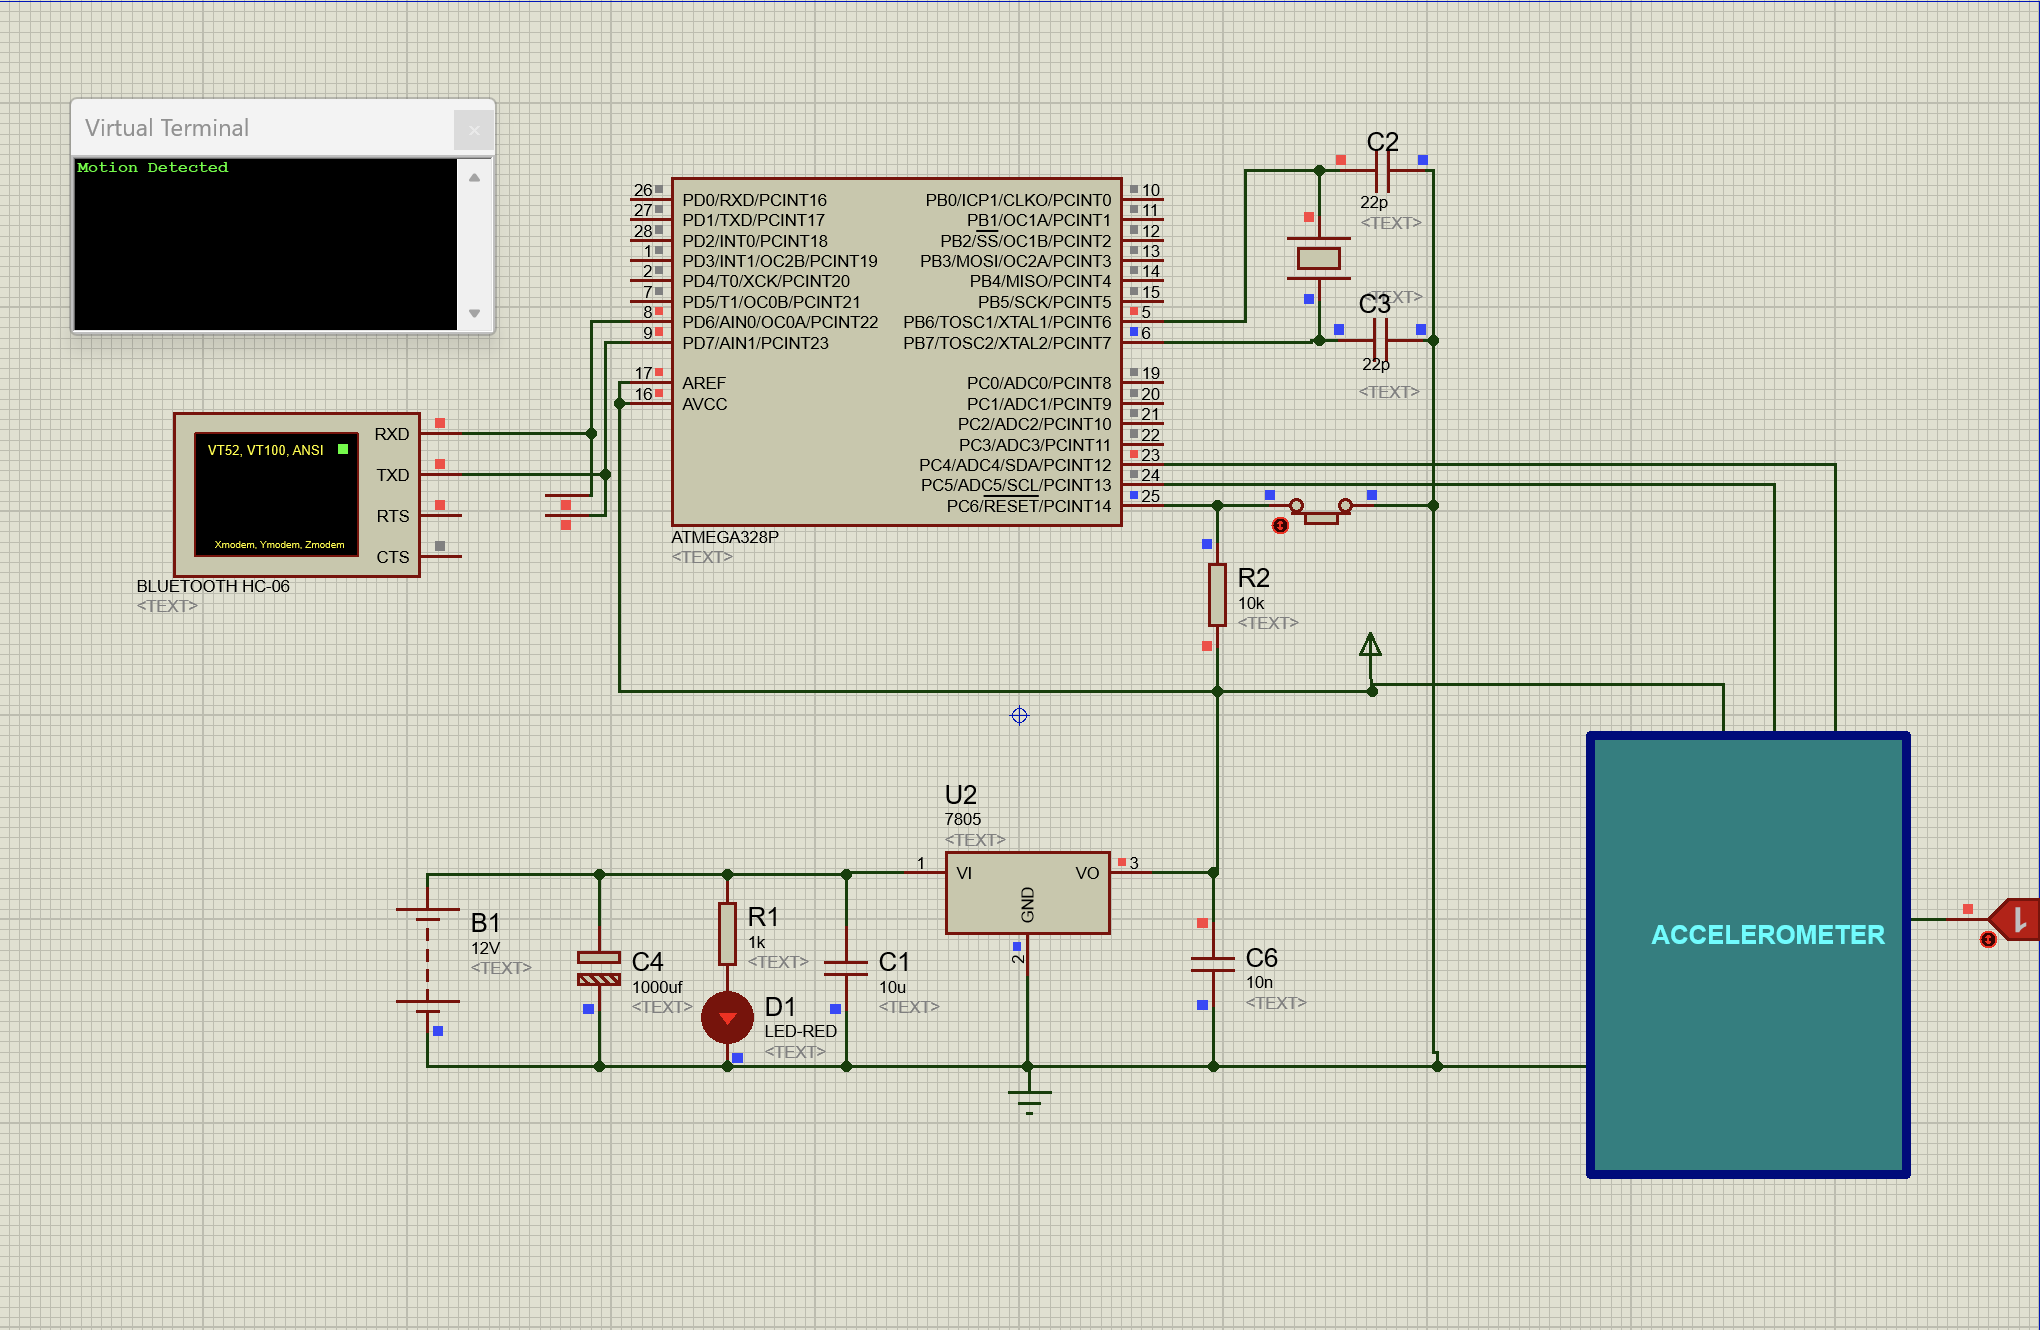 Virtual Terminal
Motion Detected
VT52, VT100, ANSI
Xmodem, Ymodem, Zmodem
RXD
TXD
RTS
CTS
BLUETOOTH HC-06
<TEXT>
26 PD0/RXD/PCINT16
27 PD1/TXD/PCINT17
28 PD2/INT0/PCINT18
1 PD3/INT1/OC2B/PCINT19
2 PD4/T0/XCK/PCINT20
7 PD5/T1/OC0B/PCINT21
8 PD6/AIN0/OC0A/PCINT22
9 PD7/AIN1/PCINT23
17 AREF
16 AVCC
PB0/ICP1/CLKO/PCINT0 10
PB1/OC1A/PCINT1 11
PB2/SS/OC1B/PCINT2 12
PB3/MOSI/OC2A/PCINT3 13
PB4/MISO/PCINT4 14
PB5/SCK/PCINT5 15
PB6/TOSC1/XTAL1/PCINT6 5
PB7/TOSC2/XTAL2/PCINT7 6
PC0/ADC0/PCINT8 19
PC1/ADC1/PCINT9 20
PC2/ADC2/PCINT10 21
PC3/ADC3/PCINT11 22
PC4/ADC4/SDA/PCINT12 23
PC5/ADC5/SCL/PCINT13 24
PC6/RESET/PCINT14 25
ATMEGA328P
<TEXT>
C2
22p
<TEXT>
<TEXT>
C3
22p
<TEXT>
R2
10k
<TEXT>
U2
7805
<TEXT>
1 VI
VO 3
GND
2
B1
12V
<TEXT>
C4
1000uf
<TEXT>
R1
1k
<TEXT>
D1
LED-RED
<TEXT>
C1
10u
<TEXT>
C6
10n
<TEXT>
ACCELEROMETER
1